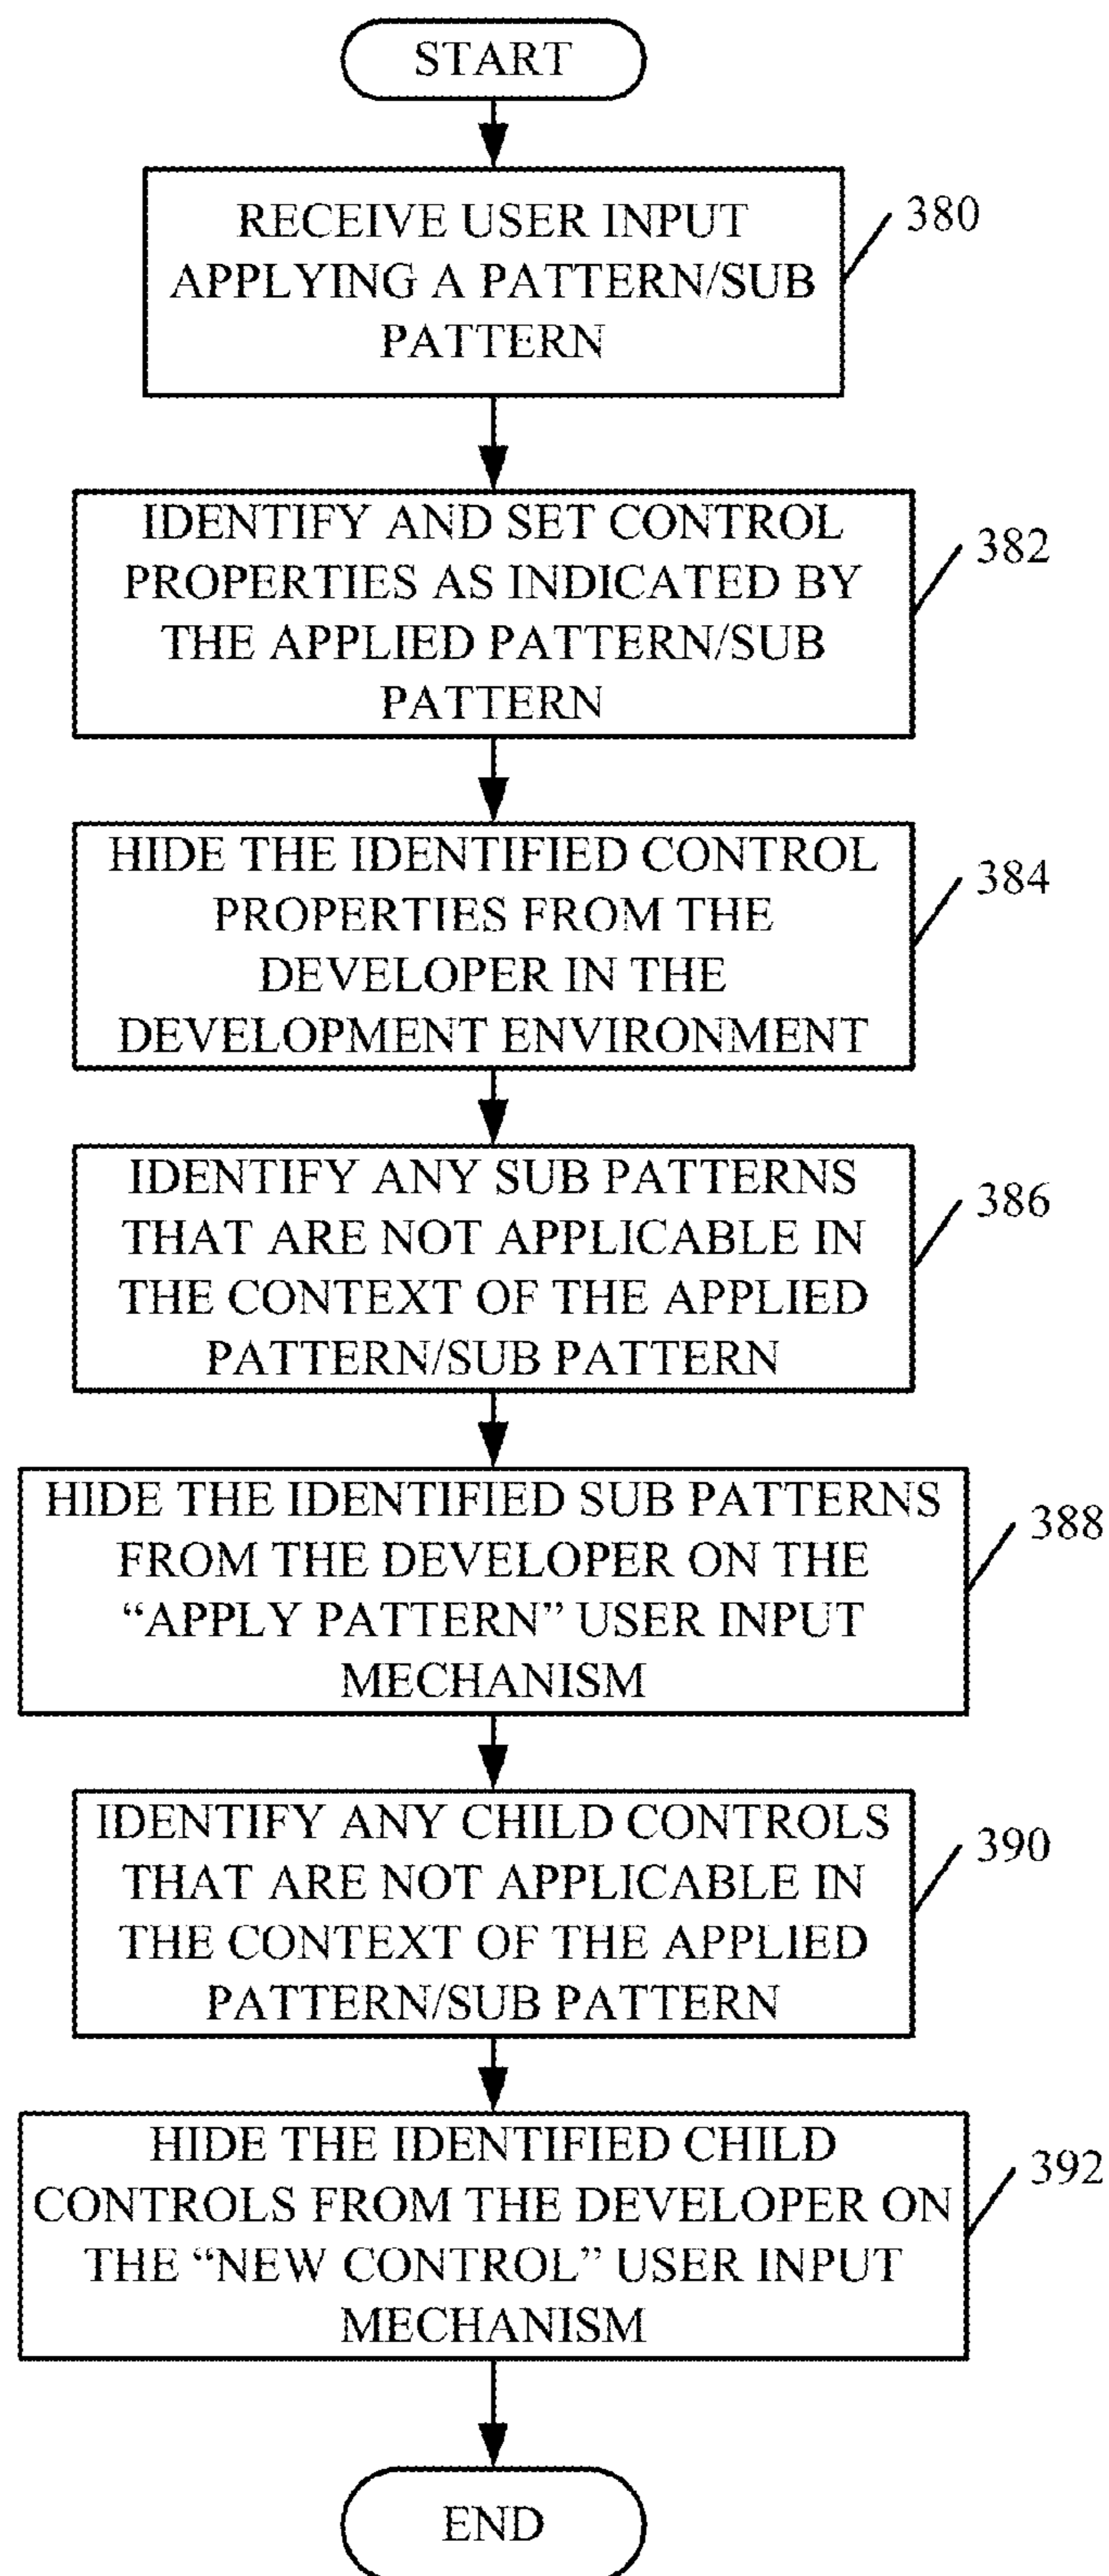 START
RECEIVE USER INPUT
APPLYING A PATTERN/SUB
PATTERN
380
IDENTIFY AND SET CONTROL
PROPERTIES AS INDICATED BY
THE APPLIED PATTERN/SUB
PATTERN
382
HIDE THE IDENTIFIED CONTROL
PROPERTIES FROM THE
DEVELOPER IN THE
DEVELOPMENT ENVIRONMENT
384
IDENTIFY ANY SUB PATTERNS
THAT ARE NOT APPLICABLE IN
THE CONTEXT OF THE APPLIED
PATTERN/SUB PATTERN
386
HIDE THE IDENTIFIED SUB PATTERNS
FROM THE DEVELOPER ON THE
“APPLY PATTERN” USER INPUT
MECHANISM
388
IDENTIFY ANY CHILD CONTROLS
THAT ARE NOT APPLICABLE IN
THE CONTEXT OF THE APPLIED
PATTERN/SUB PATTERN
390
HIDE THE IDENTIFIED CHILD
CONTROLS FROM THE DEVELOPER ON
THE “NEW CONTROL” USER INPUT
MECHANISM
392
END